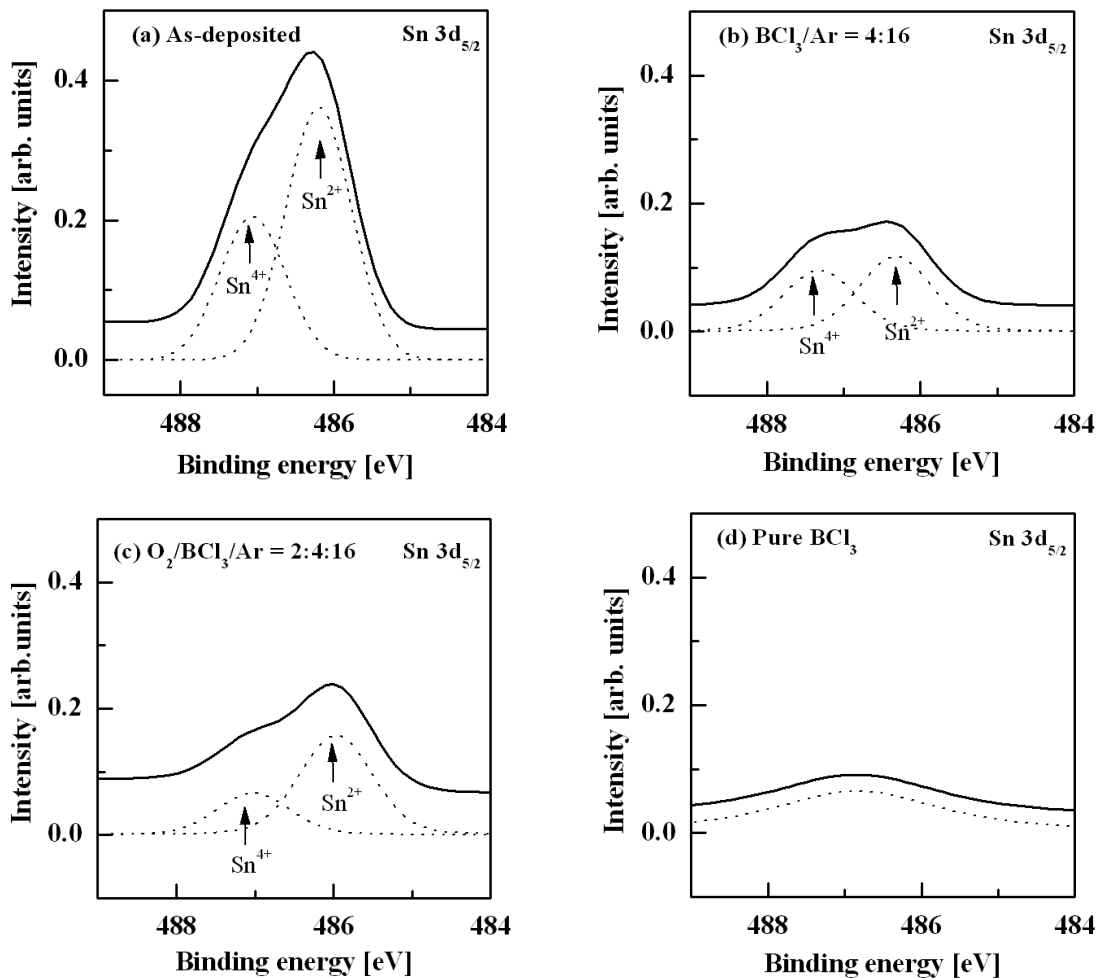 (a) As-deposited Sn 3d5/2
Intensity [arb. units]
0.4
0.2
0.0
Sn4+
Sn2+
488 486 484
Binding energy [eV]
(b) BCl3/Ar = 4:16 Sn 3d5/2
Intensity [arb. units]
0.4
0.2
0.0
Sn4+
Sn2+
488 486 484
Binding energy [eV]
(c) O2/BCl3/Ar = 2:4:16 Sn 3d5/2
Intensity [arb.units]
0.4
0.2
0.0
Sn4+
Sn2+
488 486 484
Binding energy [eV]
(d) Pure BCl3 Sn 3d5/2
Intensity [arb. units]
0.4
0.2
0.0
488 486 484
Binding energy [eV]